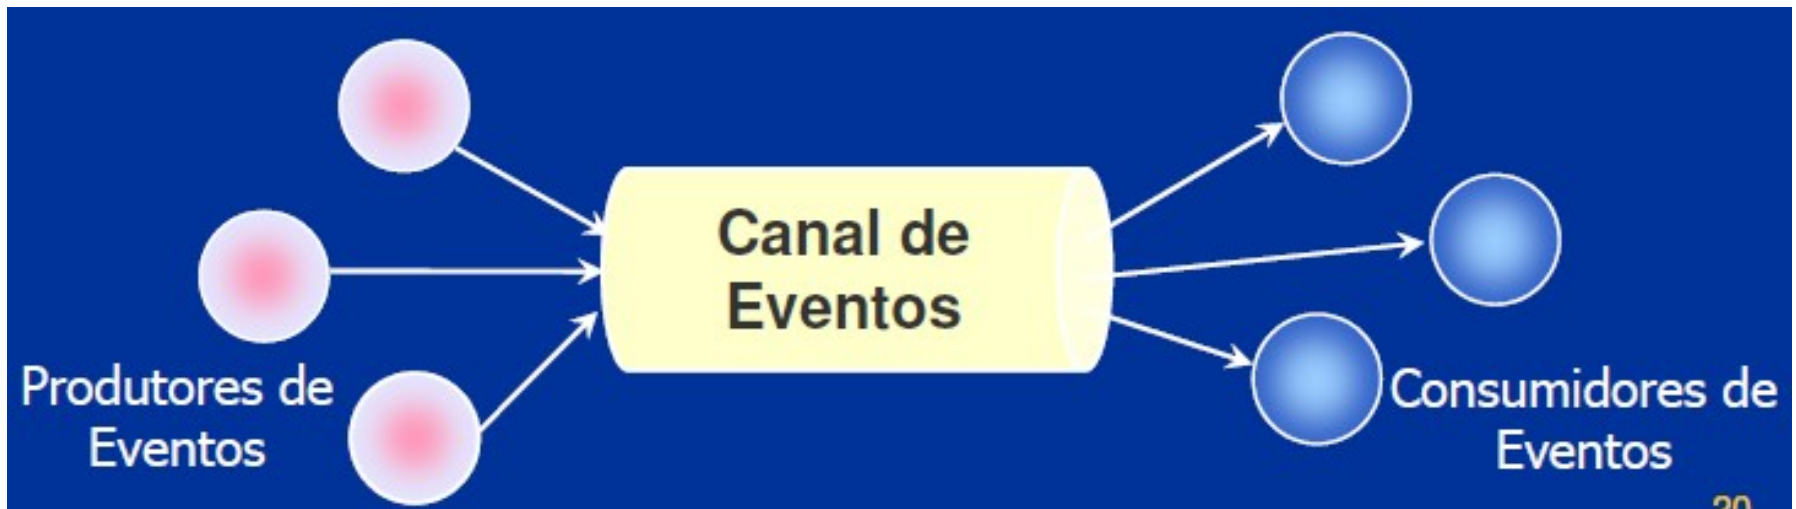 Canal de
Eventos
Produtores de
Eventos
Consumidores de
Eventos